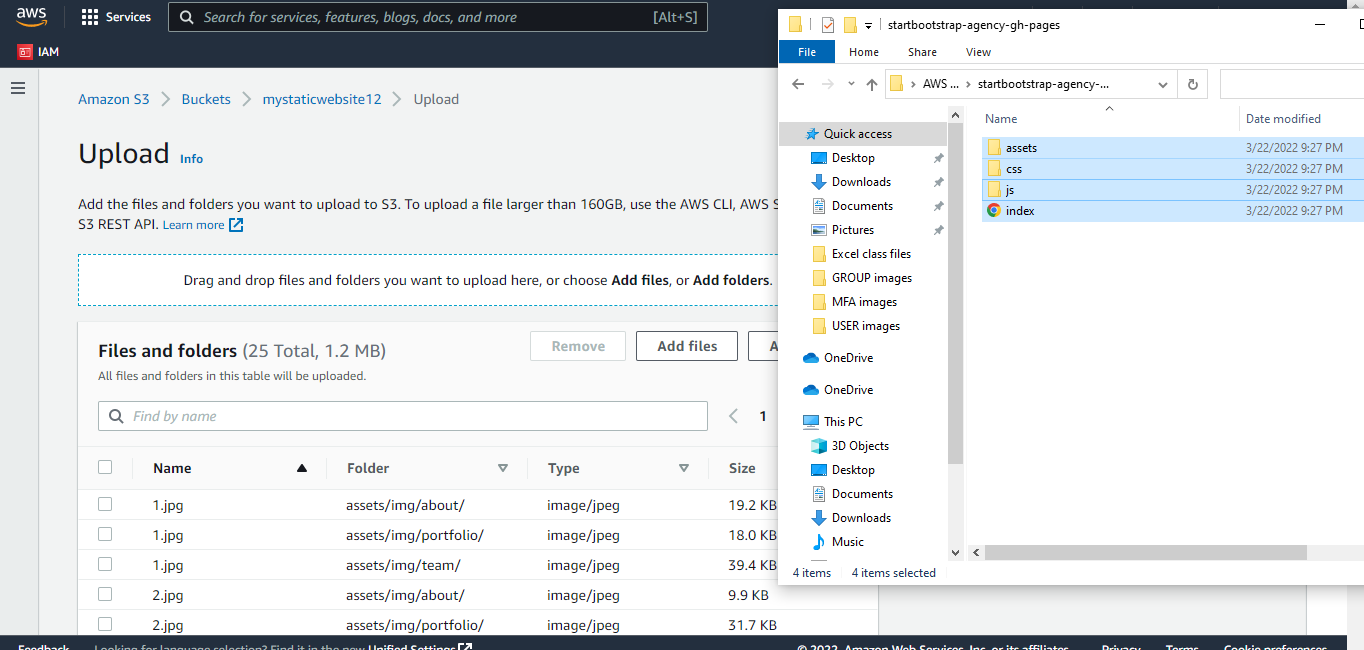 aws
Services
Search for services, features, blogs, docs, and more [Alt+S]
IAM
Amazon S3 Buckets mystaticwebsite12 Upload
Upload Info
Add the files and folders you want to upload to S3. To upload a file larger than 160GB, use the AWS CLI, AWS
S3 REST API. Learn more
Drag and drop files and folders you want to upload here, or choose Add files, or Add folders.
Files and folders (25 Total, 1.2 MB)
Remove
Add files
All files and folders in this table will be uploaded.
Find by name
1
Name Folder Type Size
1.jpg assets/img/about/ image/jpeg 19.2 KB
1.jpg assets/img/portfolio/ image/jpeg 18.0 KB
1.jpg assets/img/team/ image/jpeg 39.4 KB
2.jpg assets/img/about/ image/jpeg 9.9 KB
2.jpg assets/img/portfolio/ image/jpeg 31.7 KB
Feedback Looking for language selection? Find it in the new Unified Settings
© 2022, Amazon Web Services, Inc. or its affiliates. Privacy Terms Cookie preferences
startbootstrap-agency-gh-pages
File Home Share View
AWS ... startbootstrap-agency-...
Name Date modified
assets 3/22/2022 9:27 PM
css 3/22/2022 9:27 PM
js 3/22/2022 9:27 PM
index 3/22/2022 9:27 PM
Quick access
Desktop
Downloads
Documents
Pictures
Excel class files
GROUP images
MFA images
USER images
OneDrive
OneDrive
This PC
3D Objects
Desktop
Documents
Downloads
Music
4 items 4 items selected